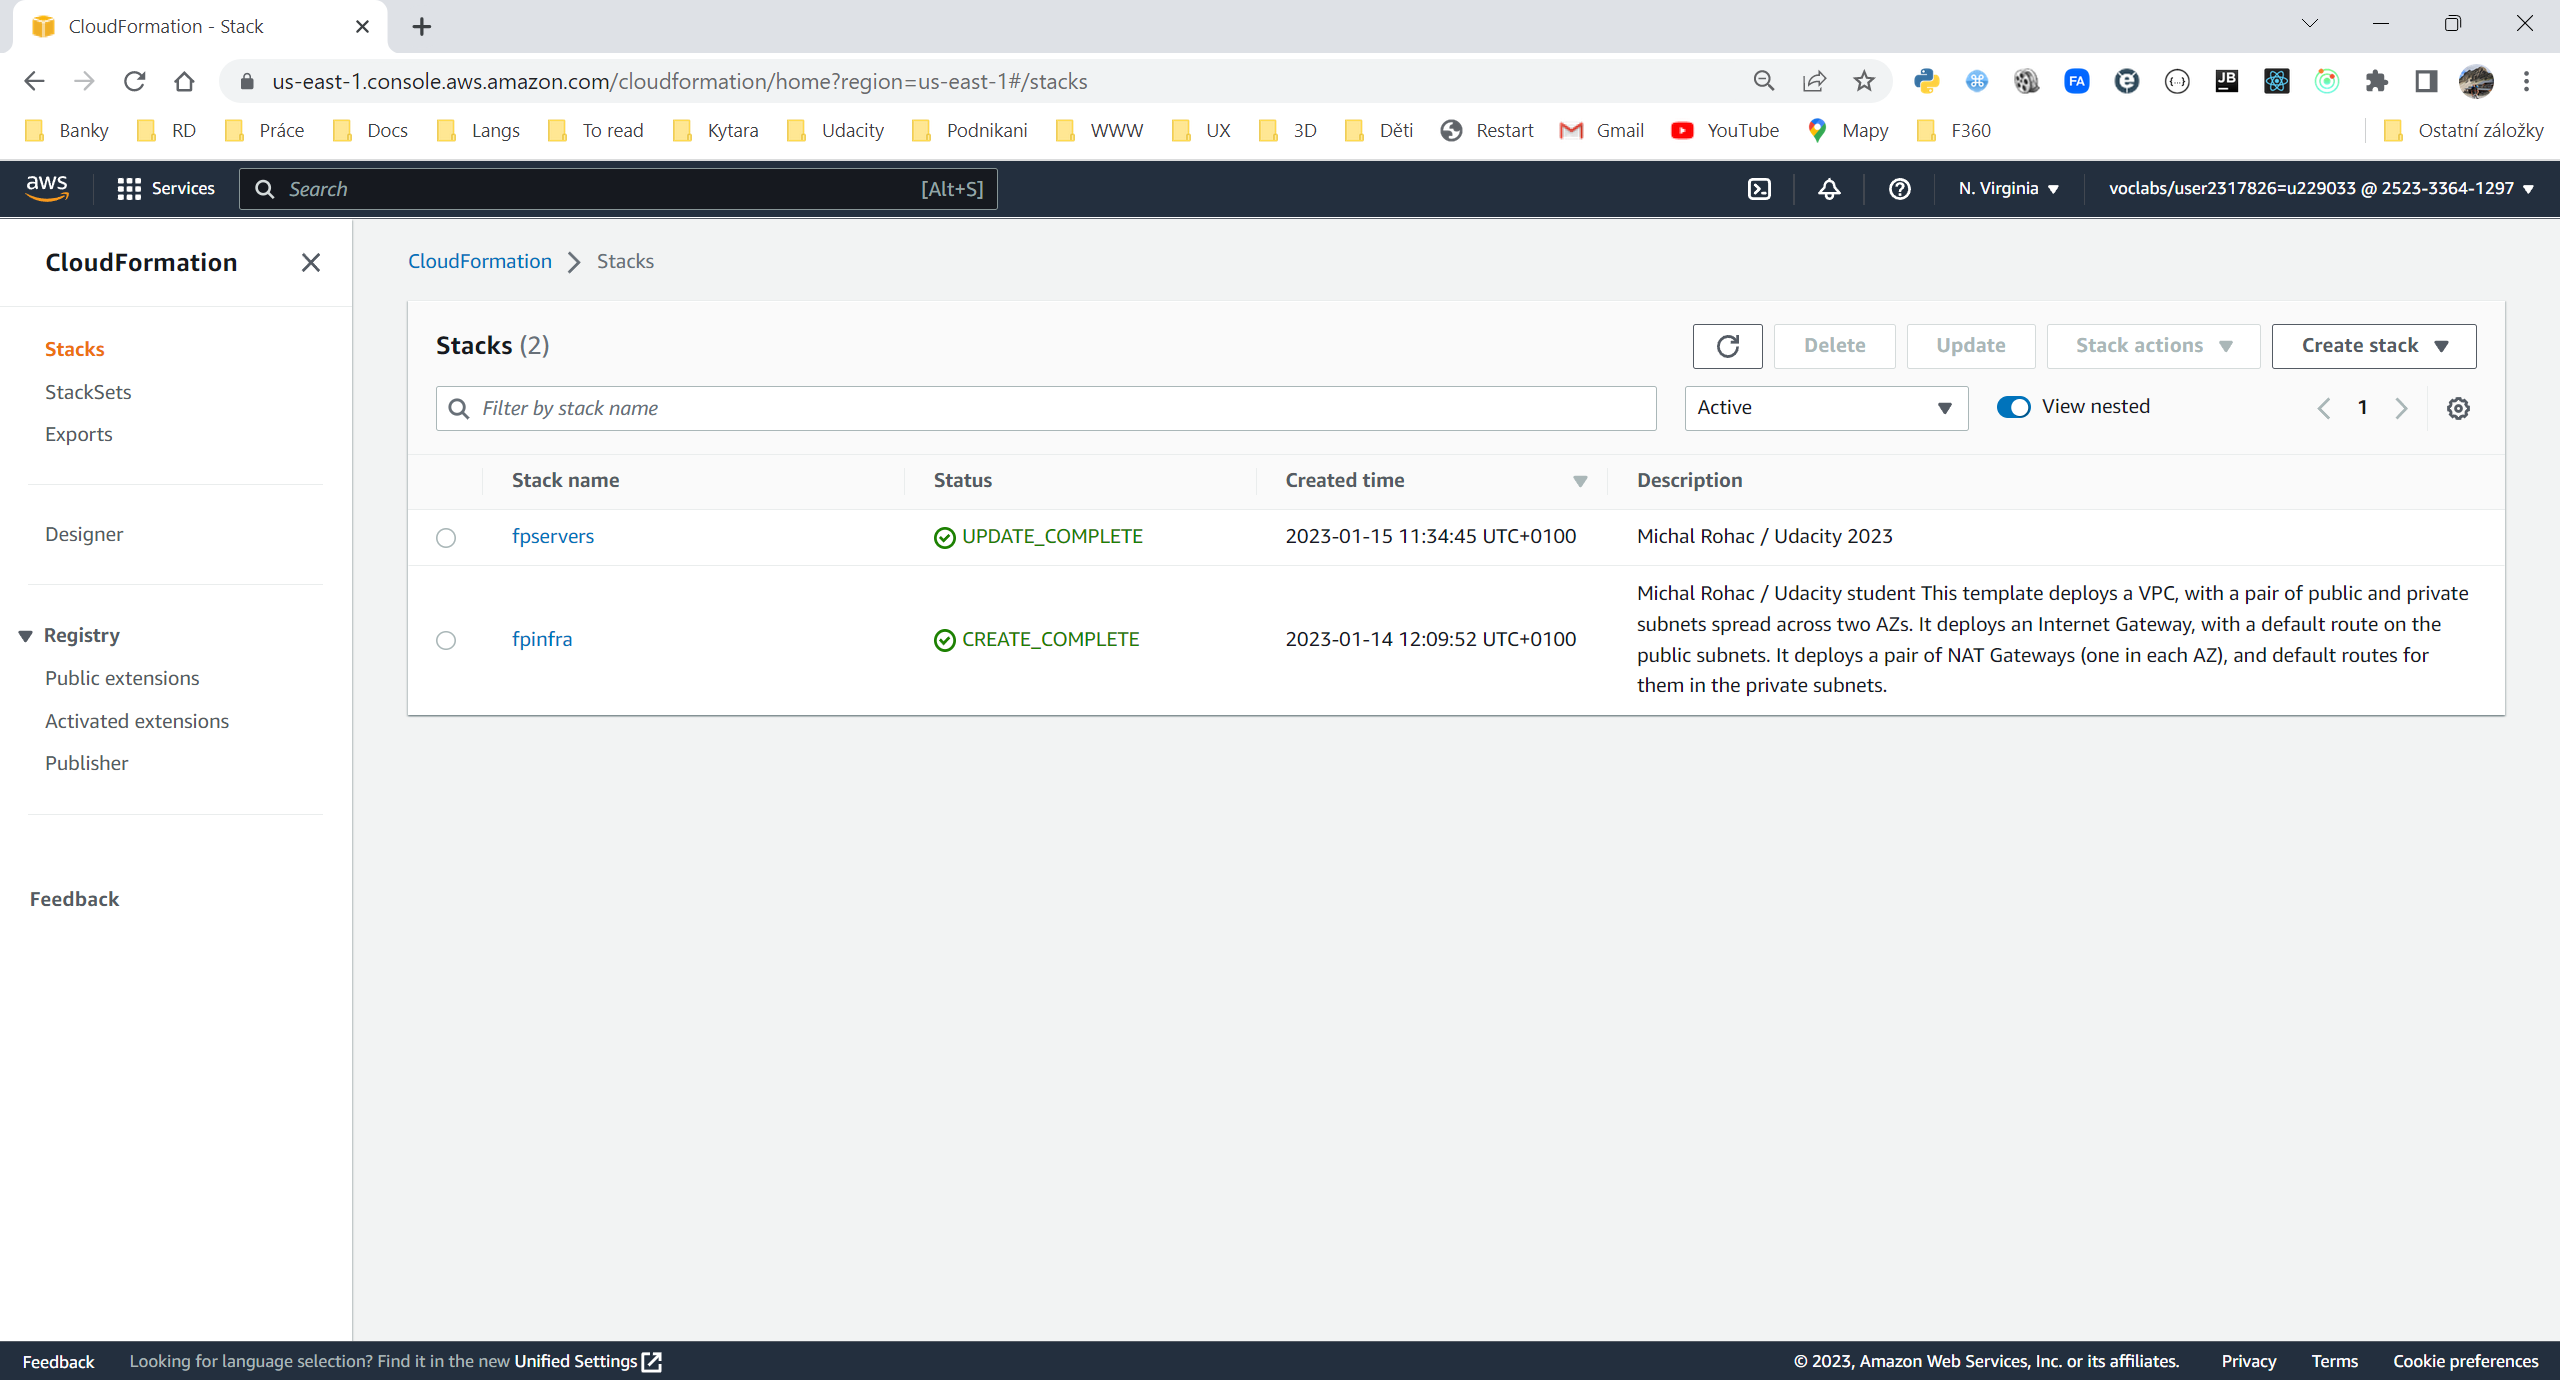 CloudFormation - Stack
us-east-1.console.aws.amazon.com/cloudformation/home?region=us-east-1#/stacks
FA
JB
Banky RD Práce Docs Langs To read Kytara Udacity Podnikani WWW UX 3D Děti Restart Gmail YouTube Mapy F360 Ostatní záložky
aws Services Search [Alt+S] N. Virginia voclabs/user2317826=u229033 @ 2523-3364-1297
CloudFormation
Stacks
StackSets
Exports
Designer
Registry
Public extensions
Activated extensions
Publisher
Feedback
CloudFormation Stacks
Stacks (2) Delete Update Stack actions Create stack
Filter by stack name Active View nested 1
Stack name Status Created time Description
fpservers UPDATE_COMPLETE 2023-01-15 11:34:45 UTC+0100 Michal Rohac / Udacity 2023
fpinfra CREATE_COMPLETE 2023-01-14 12:09:52 UTC+0100 Michal Rohac / Udacity student This template deploys a VPC, with a pair of public and private
subnets spread across two AZs. It deploys an Internet Gateway, with a default route on the
public subnets. It deploys a pair of NAT Gateways (one in each AZ), and default routes for
them in the private subnets.
Feedback Looking for language selection? Find it in the new Unified Settings © 2023, Amazon Web Services, Inc. or its affiliates. Privacy Terms Cookie preferences